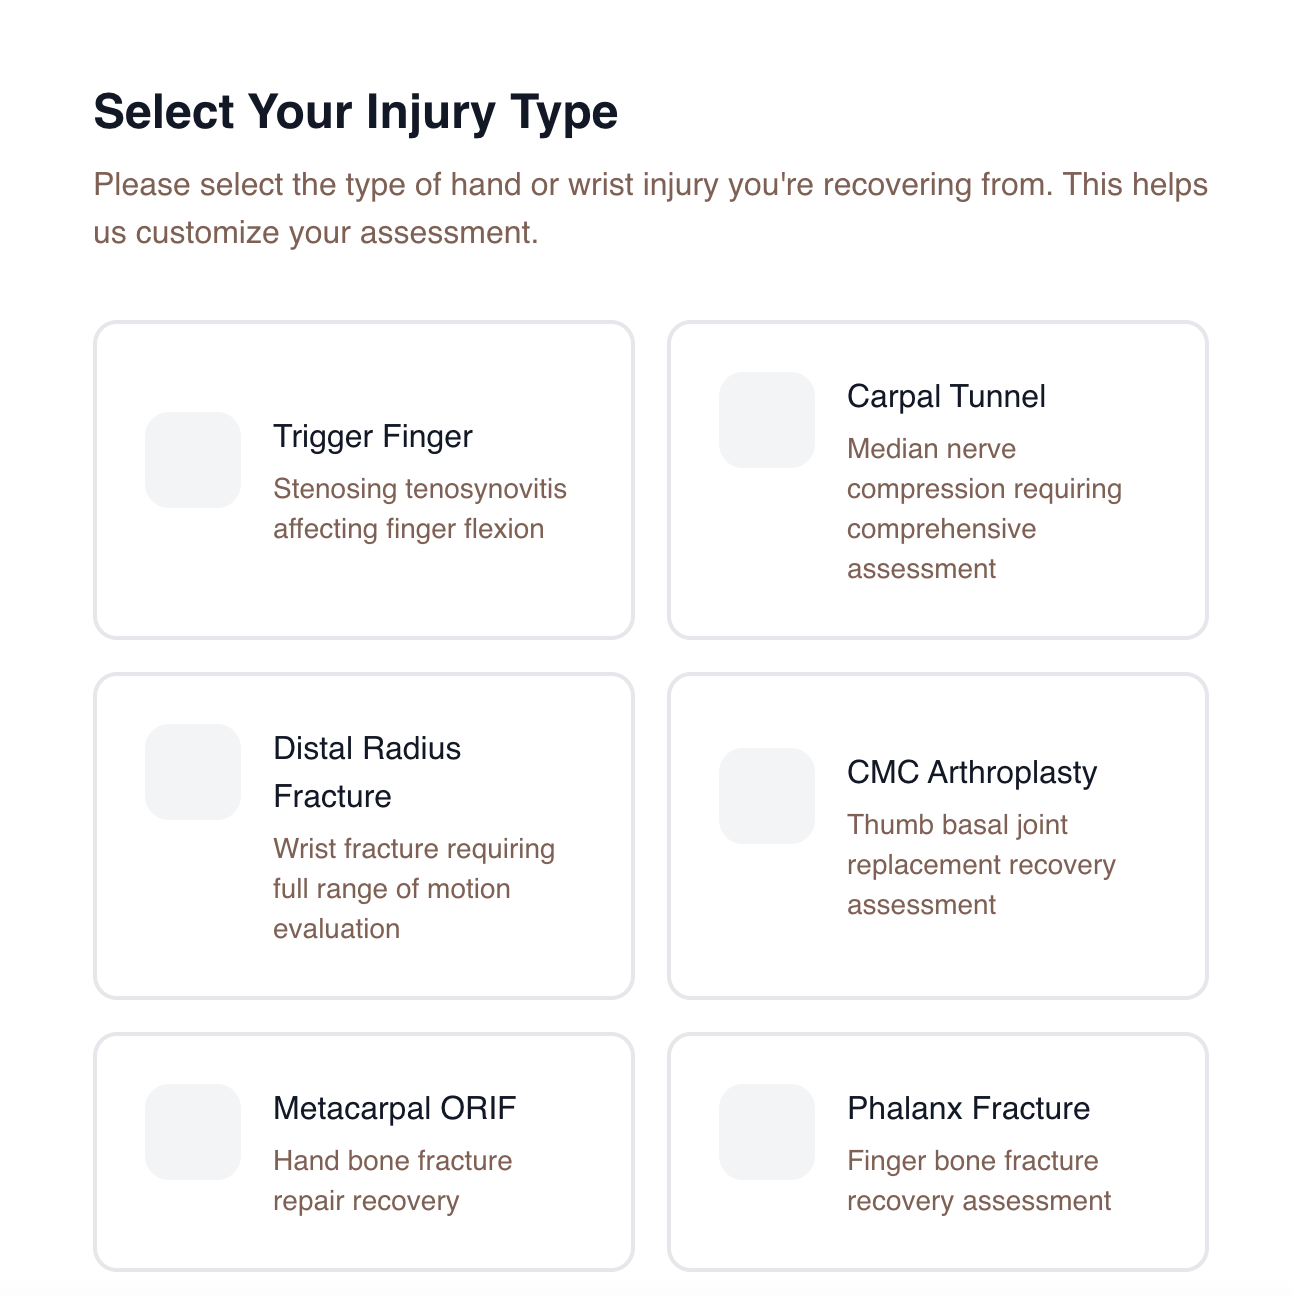 Select Your Injury Type
Please select the type of hand or wrist injury you're recovering from. This helps
us customize your assessment.
Trigger Finger
Stenosing tenosynovitis
affecting finger flexion
Carpal Tunnel
Median nerve
compression requiring
comprehensive
assessment
Distal Radius
Fracture
Wrist fracture requiring
full range of motion
evaluation
CMC Arthroplasty
Thumb basal joint
replacement recovery
assessment
Metacarpal ORIF
Hand bone fracture
repair recovery
Phalanx Fracture
Finger bone fracture
recovery assessment